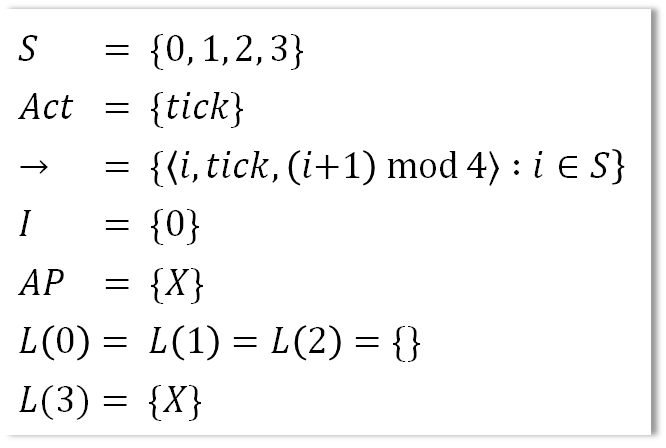 S = {0, 1, 2, 3}
Act = {tick}
→ = {⟨i, tick, (i+1) mod 4⟩ : i ∈ S}
I = {0}
AP = {X}
L(0) = L(1) = L(2) = {}
L(3) = {X}